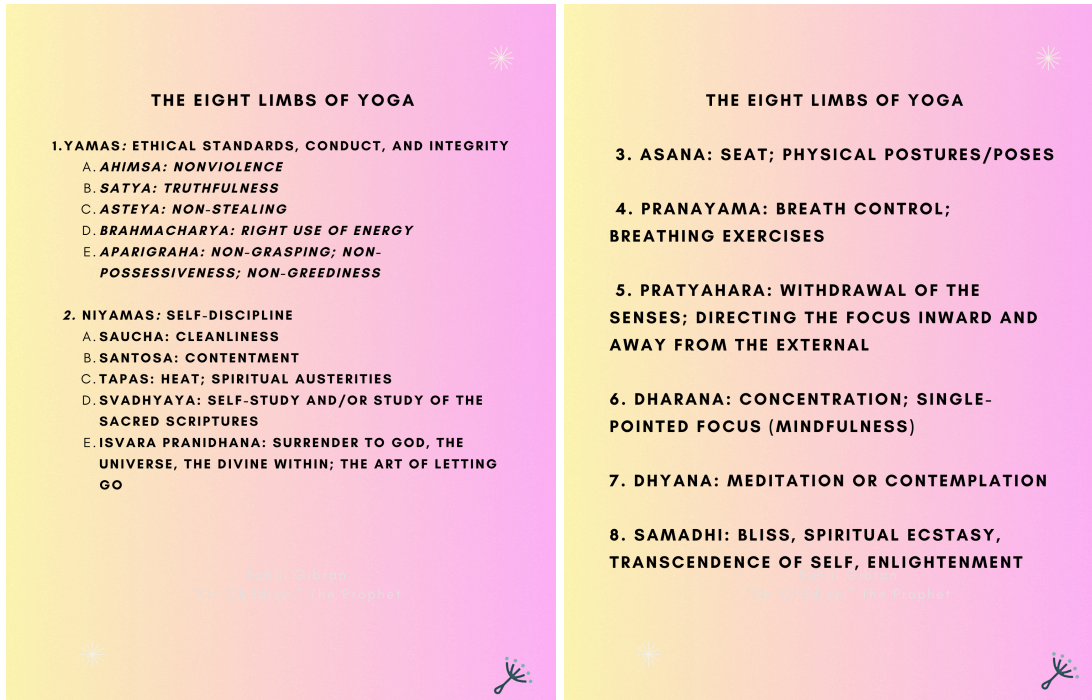 THE EIGHT LIMBS OF YOGA
1.YAMAS: ETHICAL STANDARDS, CONDUCT, AND INTEGRITY
A. AHIMSA: NONVIOLENCE
B. SATYA: TRUTHFULNESS
C. ASTEYA: NON-STEALING
D. BRAHMACHARYA: RIGHT USE OF ENERGY
E. APARIGRAHA: NON-GRASPING; NON-
POSSESSIVENESS; NON-GREEDINESS
2. NIYAMAS: SELF-DISCIPLINE
A. SAUCHA: CLEANLINESS
B. SANTOSA: CONTENTMENT
C. TAPAS: HEAT; SPIRITUAL AUSTERITIES
D. SVADHYAYA: SELF-STUDY AND/OR STUDY OF THE
SACRED SCRIPTURES
E. ISVARA PRANIDHANA: SURRENDER TO GOD, THE
UNIVERSE, THE DIVINE WITHIN; THE ART OF LETTING
GO
The Prophet
THE EIGHT LIMBS OF YOGA
3. ASANA: SEAT; PHYSICAL POSTURES/POSES
4. PRANAYAMA: BREATH CONTROL;
BREATHING EXERCISES
5. PRATYAHARA: WITHDRAWAL OF THE
SENSES; DIRECTING THE FOCUS INWARD AND
AWAY FROM THE EXTERNAL
6. DHARANA: CONCENTRATION; SINGLE-
POINTED FOCUS (MINDFULNESS)
7. DHYANA: MEDITATION OR CONTEMPLATION
8. SAMADHI: BLISS, SPIRITUAL ECSTASY,
TRANSCENDENCE OF SELF, ENLIGHTENMENT
The Prophet